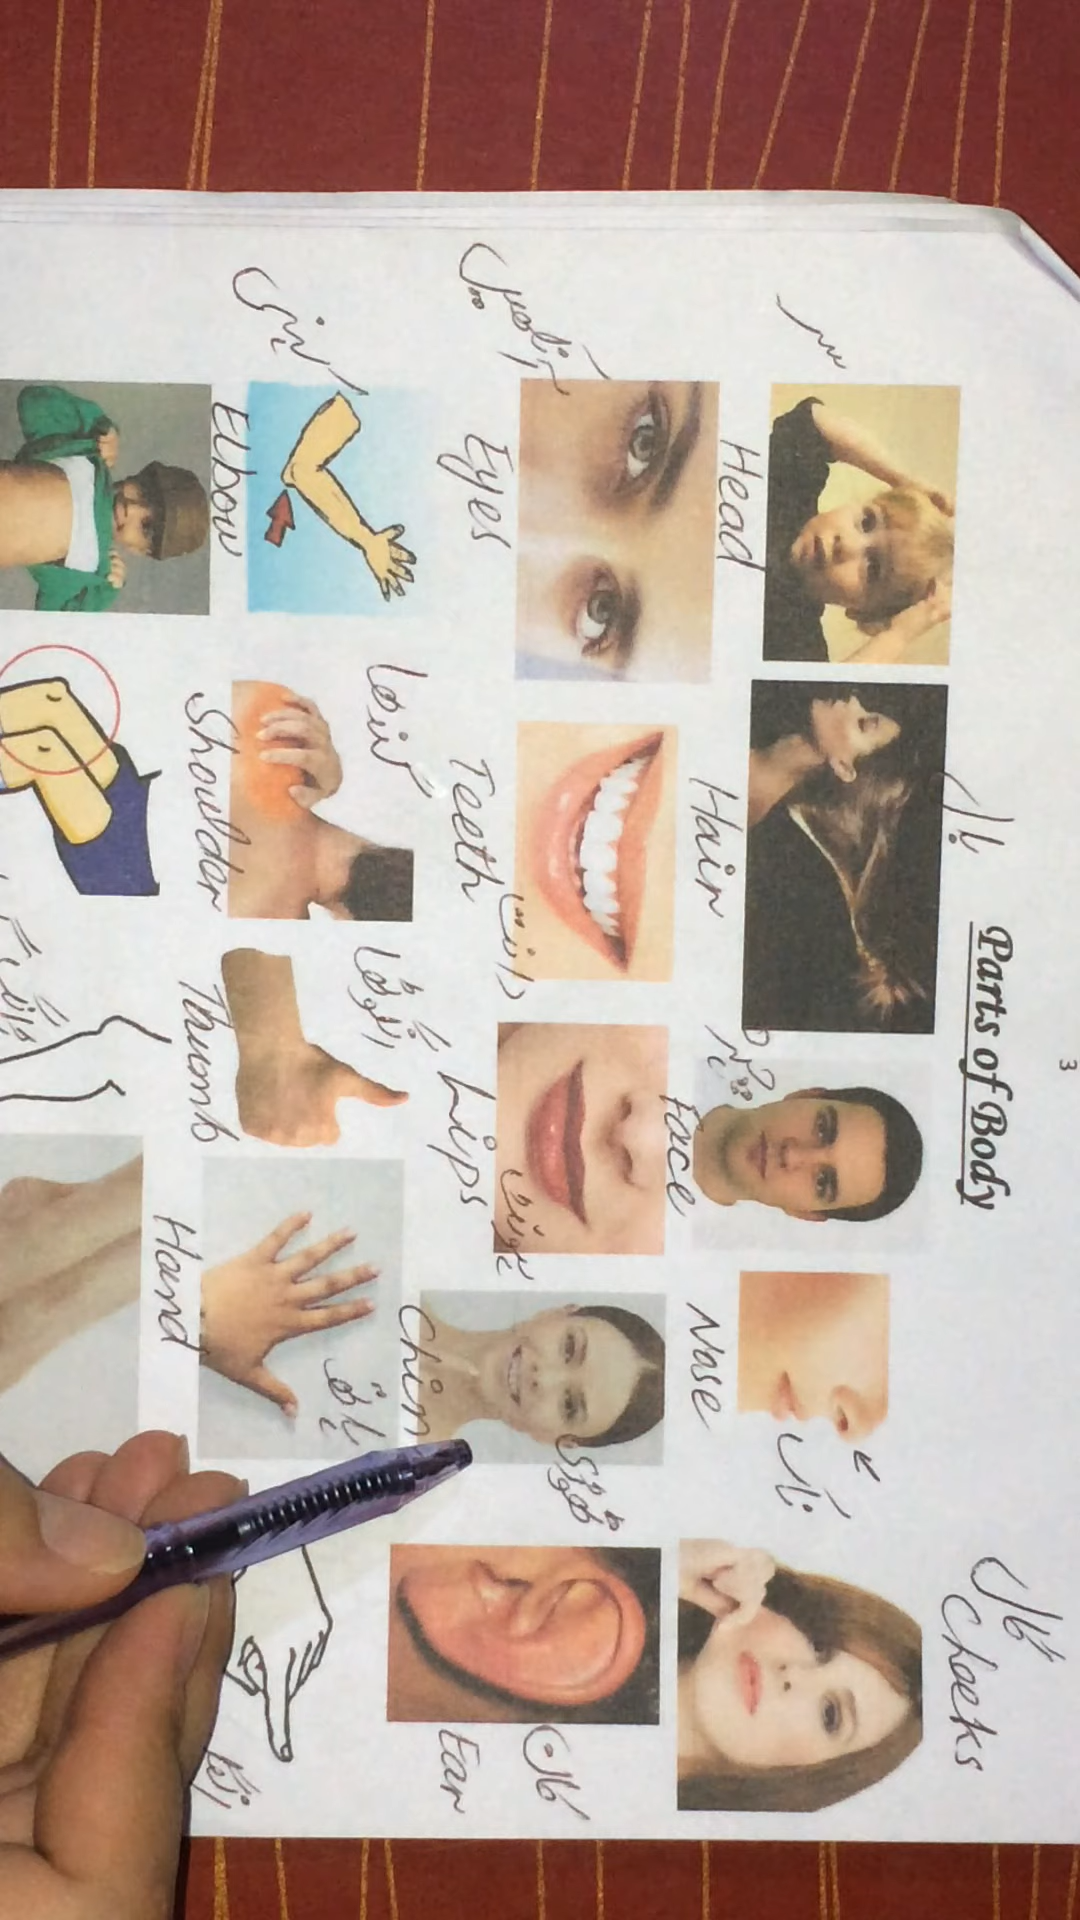 3
Parts of Body
سر
بال
چہرہ
ناک
گال
Cheeks
Head
Hair
Face
Nose
آنکھیں
دانت
ہونٹ
ٹھوڑی
کان
Eyes
Teeth
Lips
Chin
Ear
کہنی
کندھا
انگوٹھا
ہاتھ
Elbow
Shoulder
Thumb
Hand